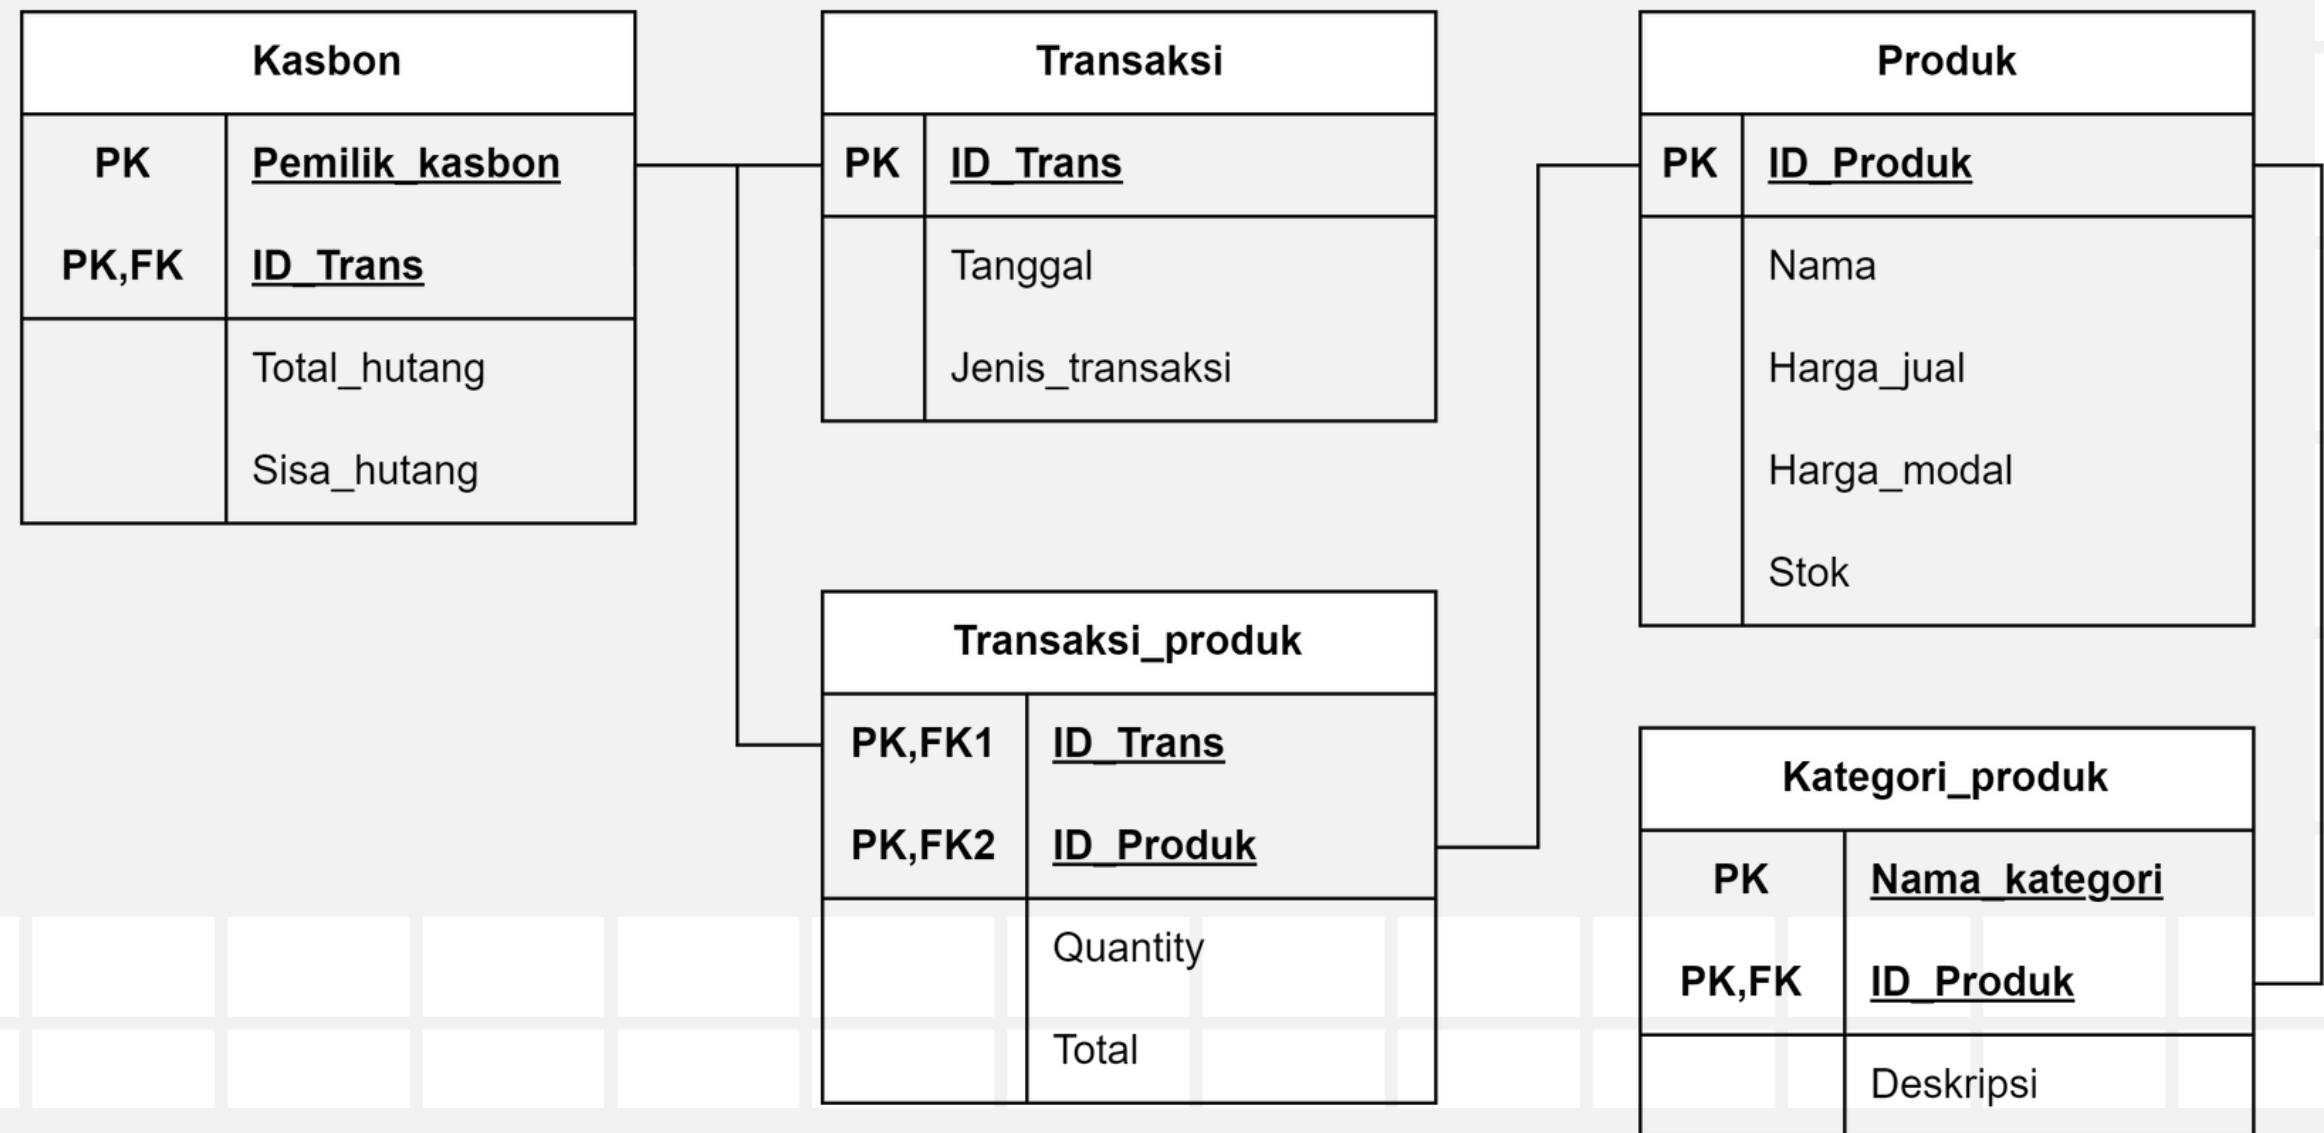 Kasbon
PK Pemilik_kasbon
PK,FK ID_Trans
Total_hutang
Sisa_hutang
Transaksi
PK ID_Trans
Tanggal
Jenis_transaksi
Produk
PK ID_Produk
Nama
Harga_jual
Harga_modal
Stok
Transaksi_produk
PK,FK1 ID_Trans
PK,FK2 ID_Produk
Quantity
Total
Kategori_produk
PK Nama_kategori
PK,FK ID_Produk
Deskripsi